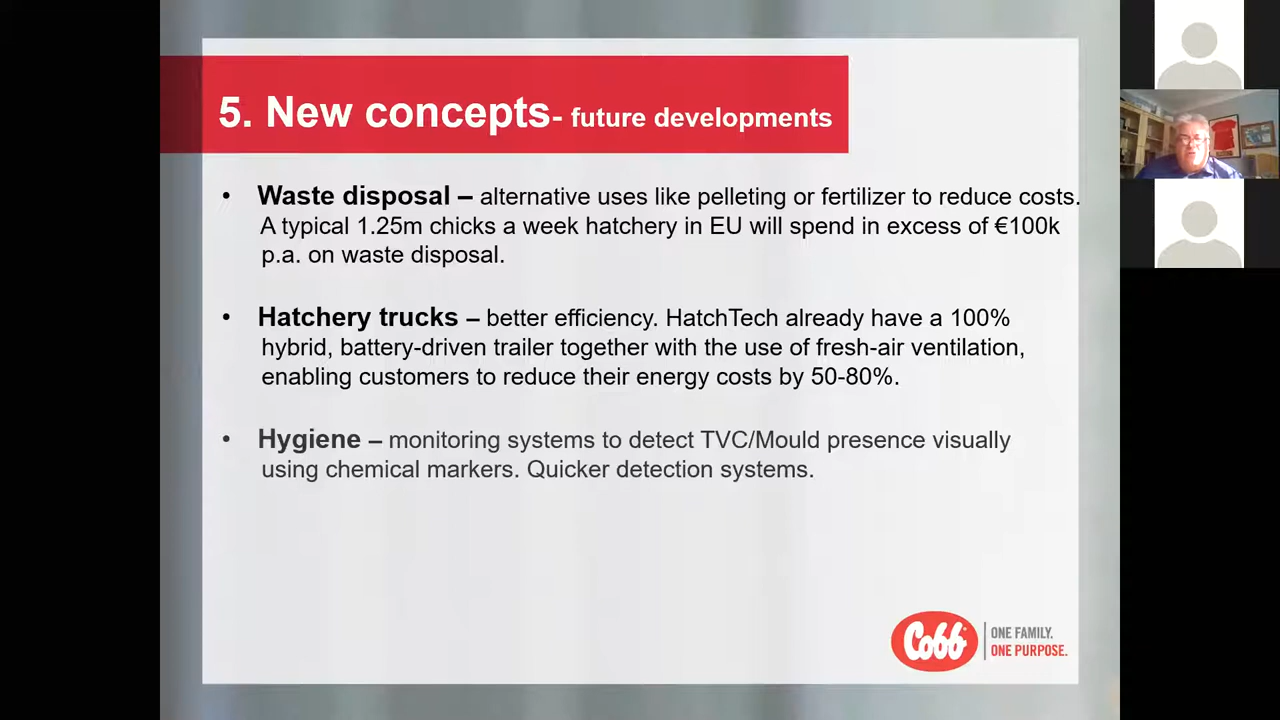 5. New concepts- future developments
• Waste disposal – alternative uses like pelleting or fertilizer to reduce costs.
A typical 1.25m chicks a week hatchery in EU will spend in excess of €100k
p.a. on waste disposal.
• Hatchery trucks – better efficiency. HatchTech already have a 100%
hybrid, battery-driven trailer together with the use of fresh-air ventilation,
enabling customers to reduce their energy costs by 50-80%.
• Hygiene – monitoring systems to detect TVC/Mould presence visually
using chemical markers. Quicker detection systems.
Cobb
ONE FAMILY.
ONE PURPOSE.